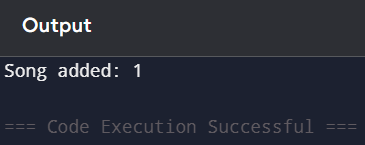 Output
Song added: 1
=== Code Execution Successful ===